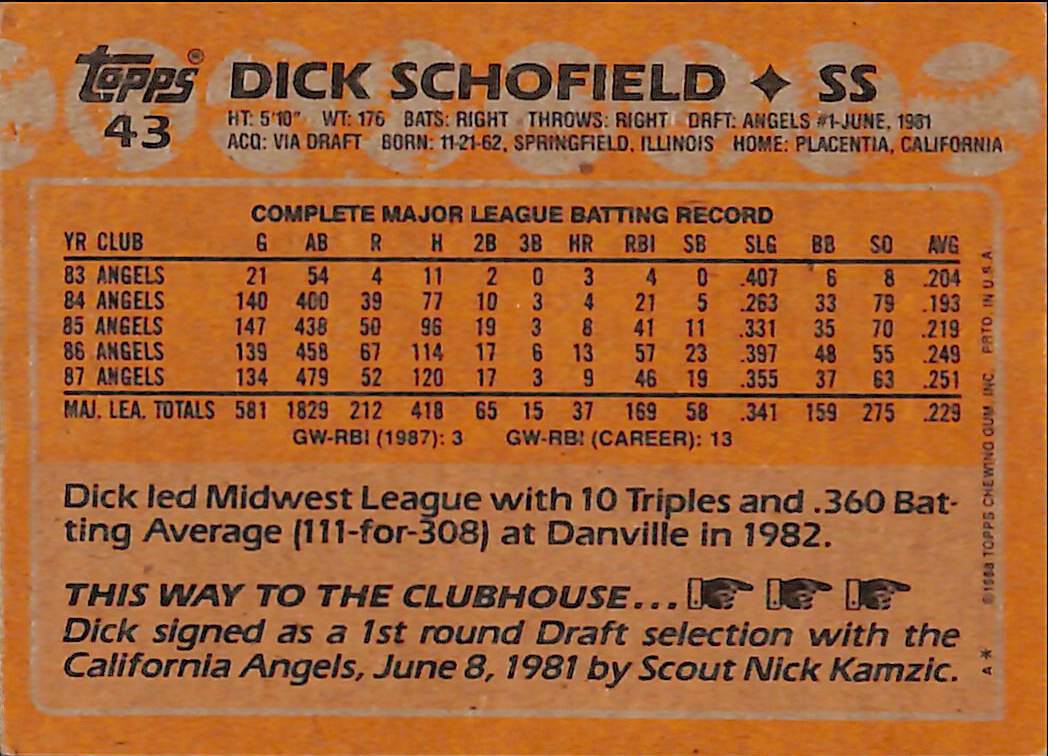 Topps® DICK SCHOFIELD ✦ SS
43 HT: 5'10" WT: 176 BATS: RIGHT THROWS: RIGHT DRFT: ANGELS #1-JUNE, 1981
ACQ: VIA DRAFT BORN: 11-21-62, SPRINGFIELD, ILLINOIS HOME: PLACENTIA, CALIFORNIA
COMPLETE MAJOR LEAGUE BATTING RECORD
YR CLUB G AB R H 2B 3B HR RBI SB SLG BB SO AVG
83 ANGELS 21 54 4 11 2 0 3 4 0 .407 6 8 .204
84 ANGELS 140 400 39 77 10 3 4 21 5 .263 33 79 .193
85 ANGELS 147 438 50 96 19 3 8 41 11 .331 35 70 .219
86 ANGELS 139 458 67 114 17 6 13 57 23 .397 48 55 .249
87 ANGELS 134 479 52 120 17 3 9 46 19 .355 37 63 .251
MAJ. LEA. TOTALS 581 1829 212 418 65 15 37 169 58 .341 159 275 .229
GW-RBI (1987): 3 GW-RBI (CAREER): 13
Dick led Midwest League with 10 Triples and .360 Bat-
ting Average (111-for-308) at Danville in 1982.
THIS WAY TO THE CLUBHOUSE...
Dick signed as a 1st round Draft selection with the
California Angels, June 8, 1981 by Scout Nick Kamzic.
A* © 1988 TOPPS CHEWING GUM, INC. PRTD. IN U.S.A.